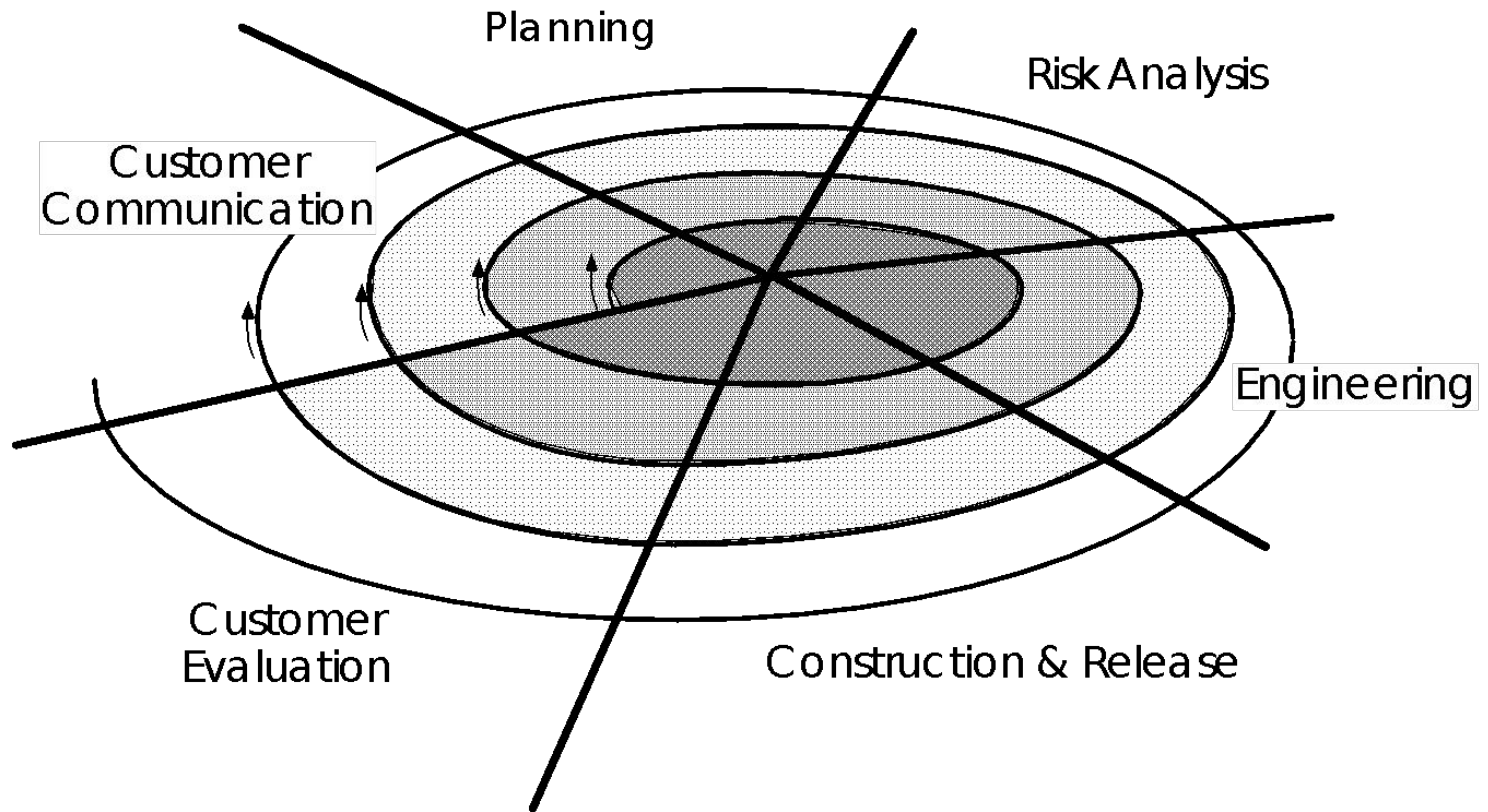 Planning
Risk Analysis
Customer
Communication
Engineering
Customer
Evaluation
Construction & Release